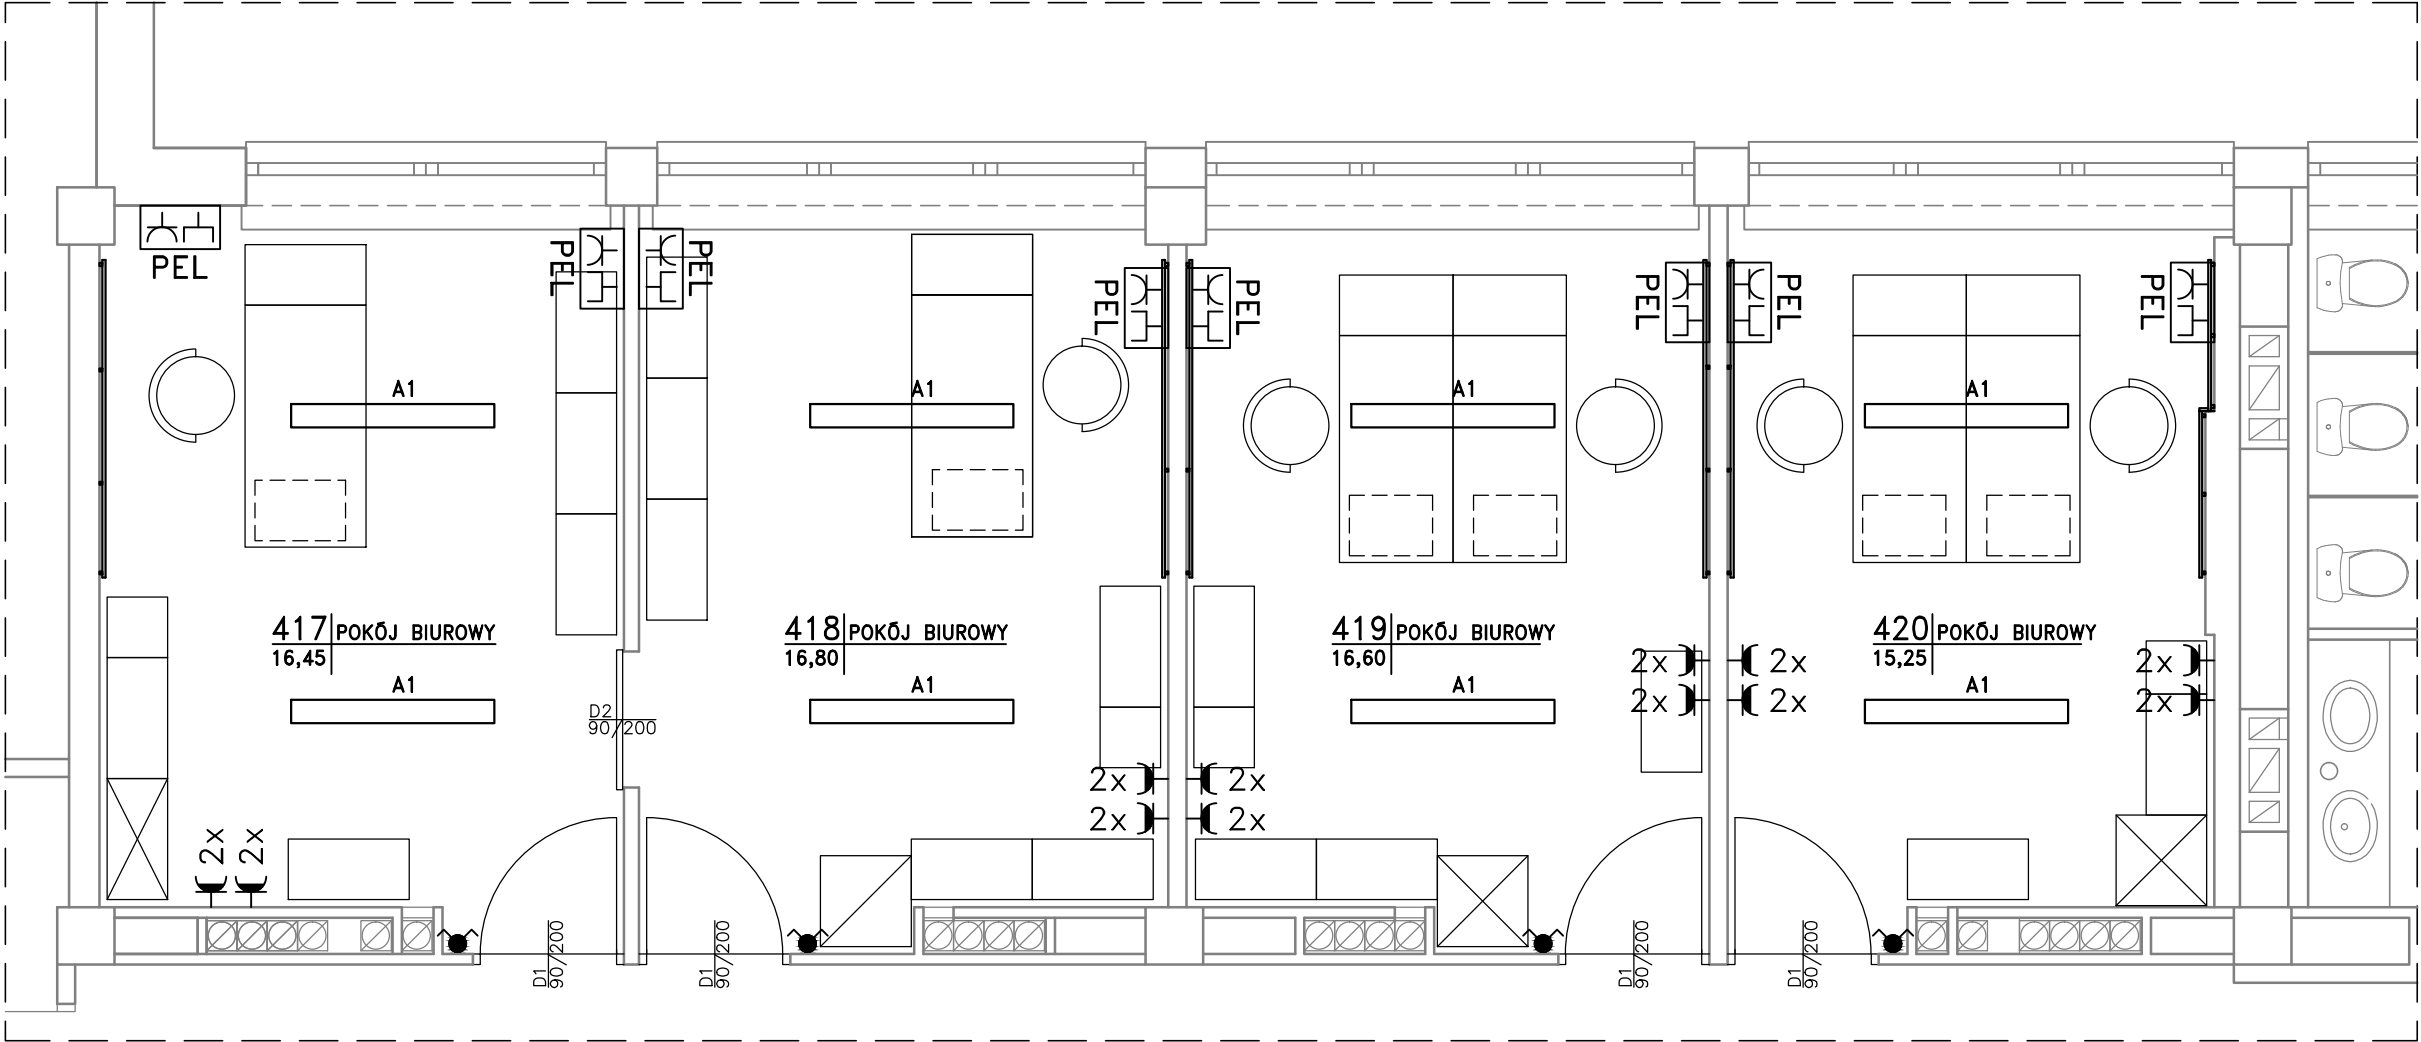 PEL
PEL
PEL
PEL
PEL
PEL
PEL
PEL
A1
A1
A1
A1
417 POKÓJ BIUROWY
16,45
418 POKÓJ BIUROWY
16,80
419 POKÓJ BIUROWY
16,60
420 POKÓJ BIUROWY
15,25
A1
A1
A1
A1
D2
90/200
2x
2x
2x
2x
2x
2x
2x
2x
2x
2x
2x
2x
D1
90/200
D1
90/200
D1
90/200
D1
90/200